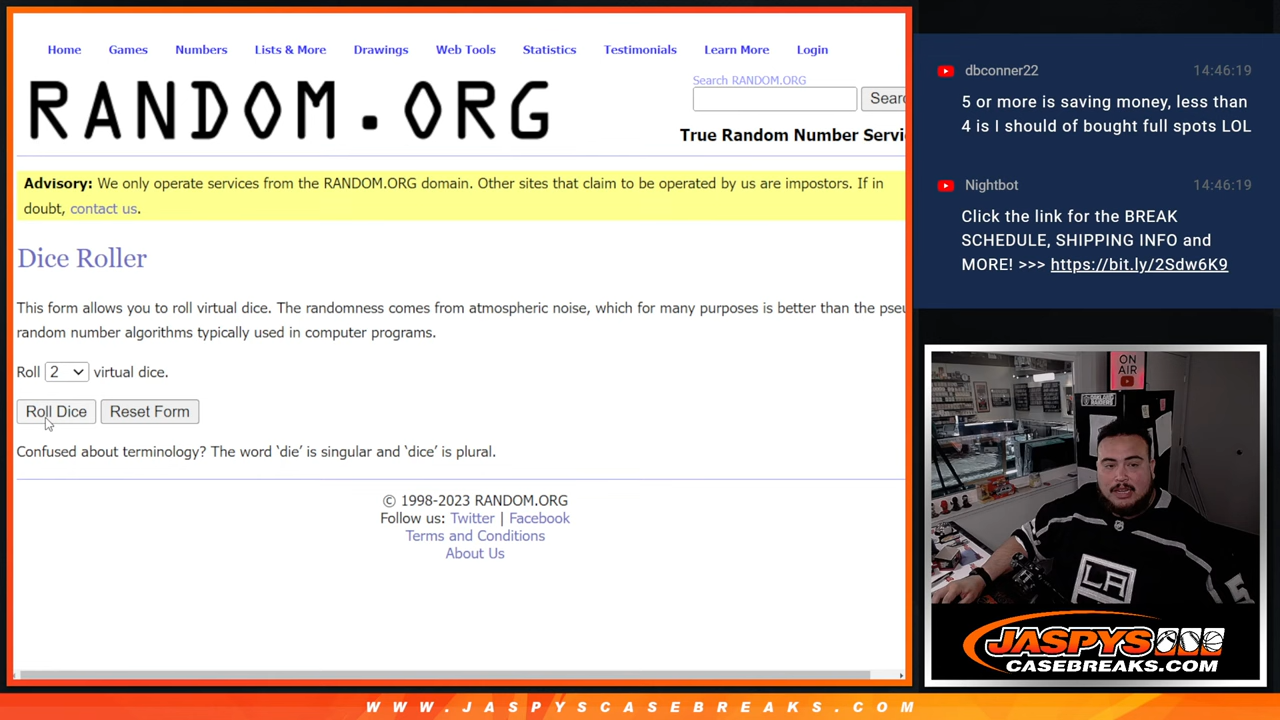 Home Games Numbers Lists & More Drawings Web Tools Statistics Testimonials Learn More Login
RANDOM.ORG
Search RANDOM.ORG
Sear
True Random Number Servi
Advisory: We only operate services from the RANDOM.ORG domain. Other sites that claim to be operated by us are impostors. If in
doubt, contact us.
Dice Roller
This form allows you to roll virtual dice. The randomness comes from atmospheric noise, which for many purposes is better than the pseu
random number algorithms typically used in computer programs.
Roll 2 virtual dice.
Roll Dice Reset Form
Confused about terminology? The word ‘die’ is singular and ‘dice’ is plural.
© 1998-2023 RANDOM.ORG
Follow us: Twitter | Facebook
Terms and Conditions
About Us
dbconner22 14:46:19
5 or more is saving money, less than
4 is I should of bought full spots LOL
Nightbot 14:46:19
Click the link for the BREAK
SCHEDULE, SHIPPING INFO and
MORE! >>> https://bit.ly/2Sdw6K9
ON
AIR
LA
JASPYS
CASEBREAKS.COM
WWW.JASPYSCASEBREAKS.COM